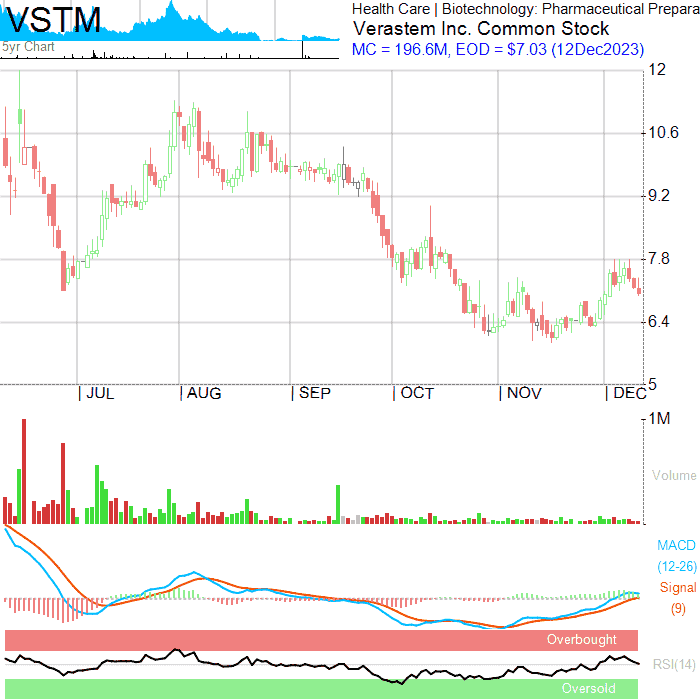 VSTM
5yr Chart
Health Care | Biotechnology: Pharmaceutical Prepara
Verastem Inc. Common Stock
MC = 196.6M, EOD = $7.03 (12Dec2023)
12
10.6
9.2
7.8
6.4
5
JUL AUG SEP OCT NOV DEC
1M
Volume
MACD
(12-26)
Signal
(9)
Overbought
RSI(14)
Oversold